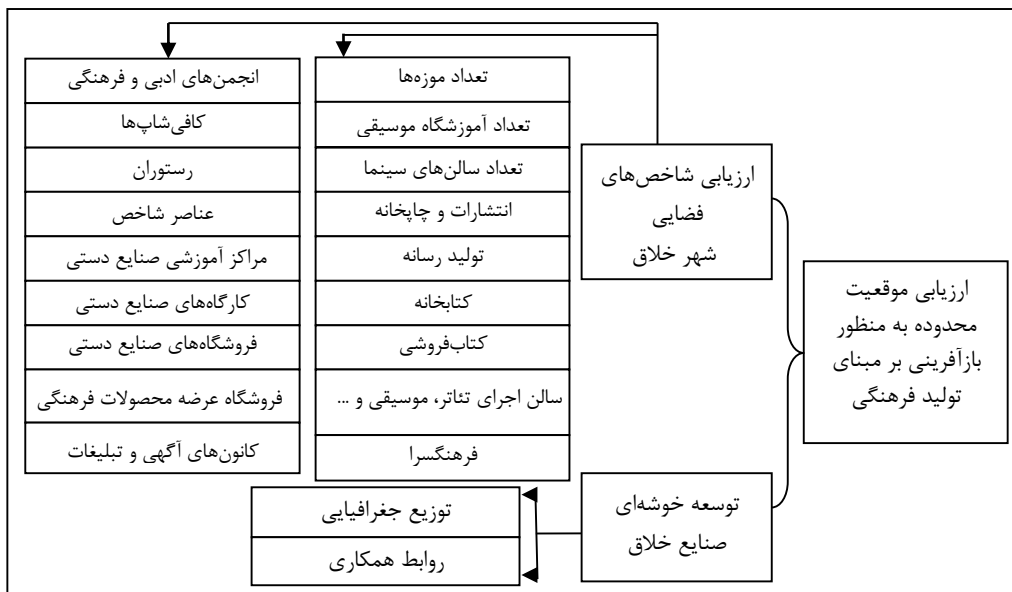 ارزیابی موقعیت
محدوده به منظور
بازآفرینی بر مبنای
تولید فرهنگی
ارزیابی شاخص‌های
فضایی
شهر خلاق
تعداد موزه‌ها
تعداد آموزشگاه موسیقی
تعداد سالن‌های سینما
انتشارات و چاپخانه
تولید رسانه
کتابخانه
کتاب‌فروشی
سالن اجرای تئاتر، موسیقی و ...
فرهنگسرا
انجمن‌های ادبی و فرهنگی
کافی‌شاپ‌ها
رستوران
عناصر شاخص
مراکز آموزشی صنایع دستی
کارگاه‌های صنایع دستی
فروشگاه‌های صنایع دستی
فروشگاه عرضه محصولات فرهنگی
کانون‌های آگهی و تبلیغات
توسعه خوشه‌ای
صنایع خلاق
توزیع جغرافیایی
روابط همکاری